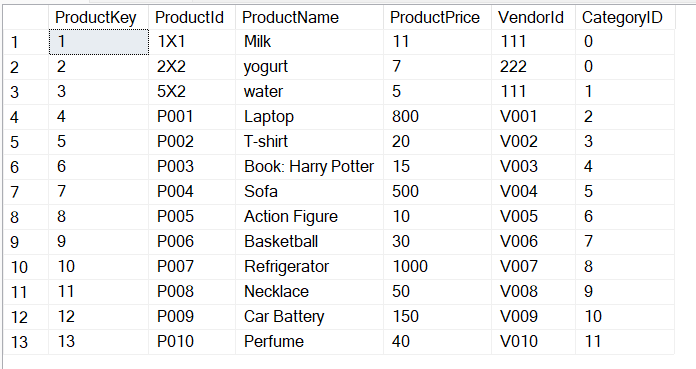 ProductKey ProductId ProductName ProductPrice VendorId CategoryID
1 1 1X1 Milk 11 111 0
2 2 2X2 yogurt 7 222 0
3 3 5X2 water 5 111 1
4 4 P001 Laptop 800 V001 2
5 5 P002 T-shirt 20 V002 3
6 6 P003 Book: Harry Potter 15 V003 4
7 7 P004 Sofa 500 V004 5
8 8 P005 Action Figure 10 V005 6
9 9 P006 Basketball 30 V006 7
10 10 P007 Refrigerator 1000 V007 8
11 11 P008 Necklace 50 V008 9
12 12 P009 Car Battery 150 V009 10
13 13 P010 Perfume 40 V010 11